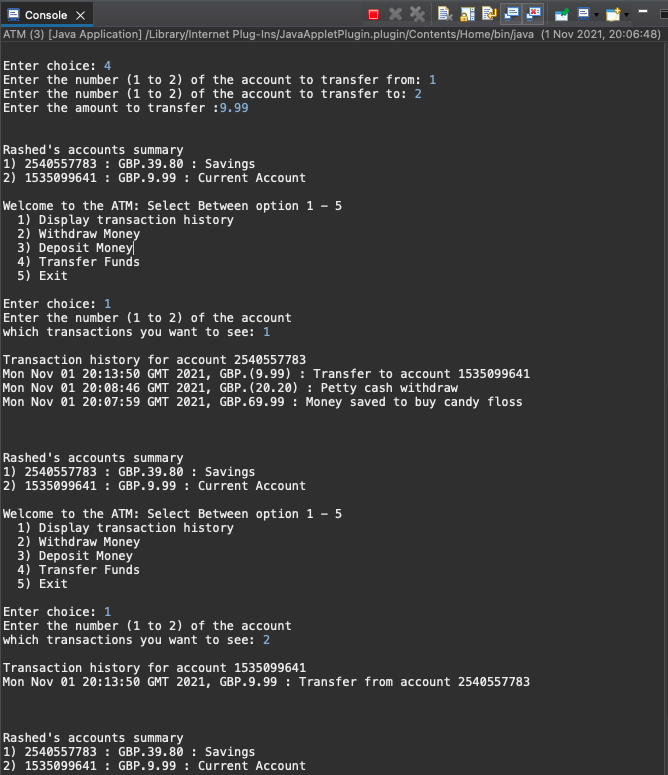 Console
ATM (3) [Java Application] /Library/Internet Plug-Ins/JavaAppletPlugin.plugin/Contents/Home/bin/java (1 Nov 2021, 20:06:48)
Enter choice: 4
Enter the number (1 to 2) of the account to transfer from: 1
Enter the number (1 to 2) of the account to transfer to: 2
Enter the amount to transfer :9.99
Rashed's accounts summary
1) 2540557783 : GBP.39.80 : Savings
2) 1535099641 : GBP.9.99 : Current Account
Welcome to the ATM: Select Between option 1 – 5
1) Display transaction history
2) Withdraw Money
3) Deposit Money
4) Transfer Funds
5) Exit
Enter choice: 1
Enter the number (1 to 2) of the account
which transactions you want to see: 1
Transaction history for account 2540557783
Mon Nov 01 20:13:50 GMT 2021, GBP.(9.99) : Transfer to account 1535099641
Mon Nov 01 20:08:46 GMT 2021, GBP.(20.20) : Petty cash withdraw
Mon Nov 01 20:07:59 GMT 2021, GBP.69.99 : Money saved to buy candy floss
Rashed's accounts summary
1) 2540557783 : GBP.39.80 : Savings
2) 1535099641 : GBP.9.99 : Current Account
Welcome to the ATM: Select Between option 1 – 5
1) Display transaction history
2) Withdraw Money
3) Deposit Money
4) Transfer Funds
5) Exit
Enter choice: 1
Enter the number (1 to 2) of the account
which transactions you want to see: 2
Transaction history for account 1535099641
Mon Nov 01 20:13:50 GMT 2021, GBP.9.99 : Transfer from account 2540557783
Rashed's accounts summary
1) 2540557783 : GBP.39.80 : Savings
2) 1535099641 : GBP.9.99 : Current Account